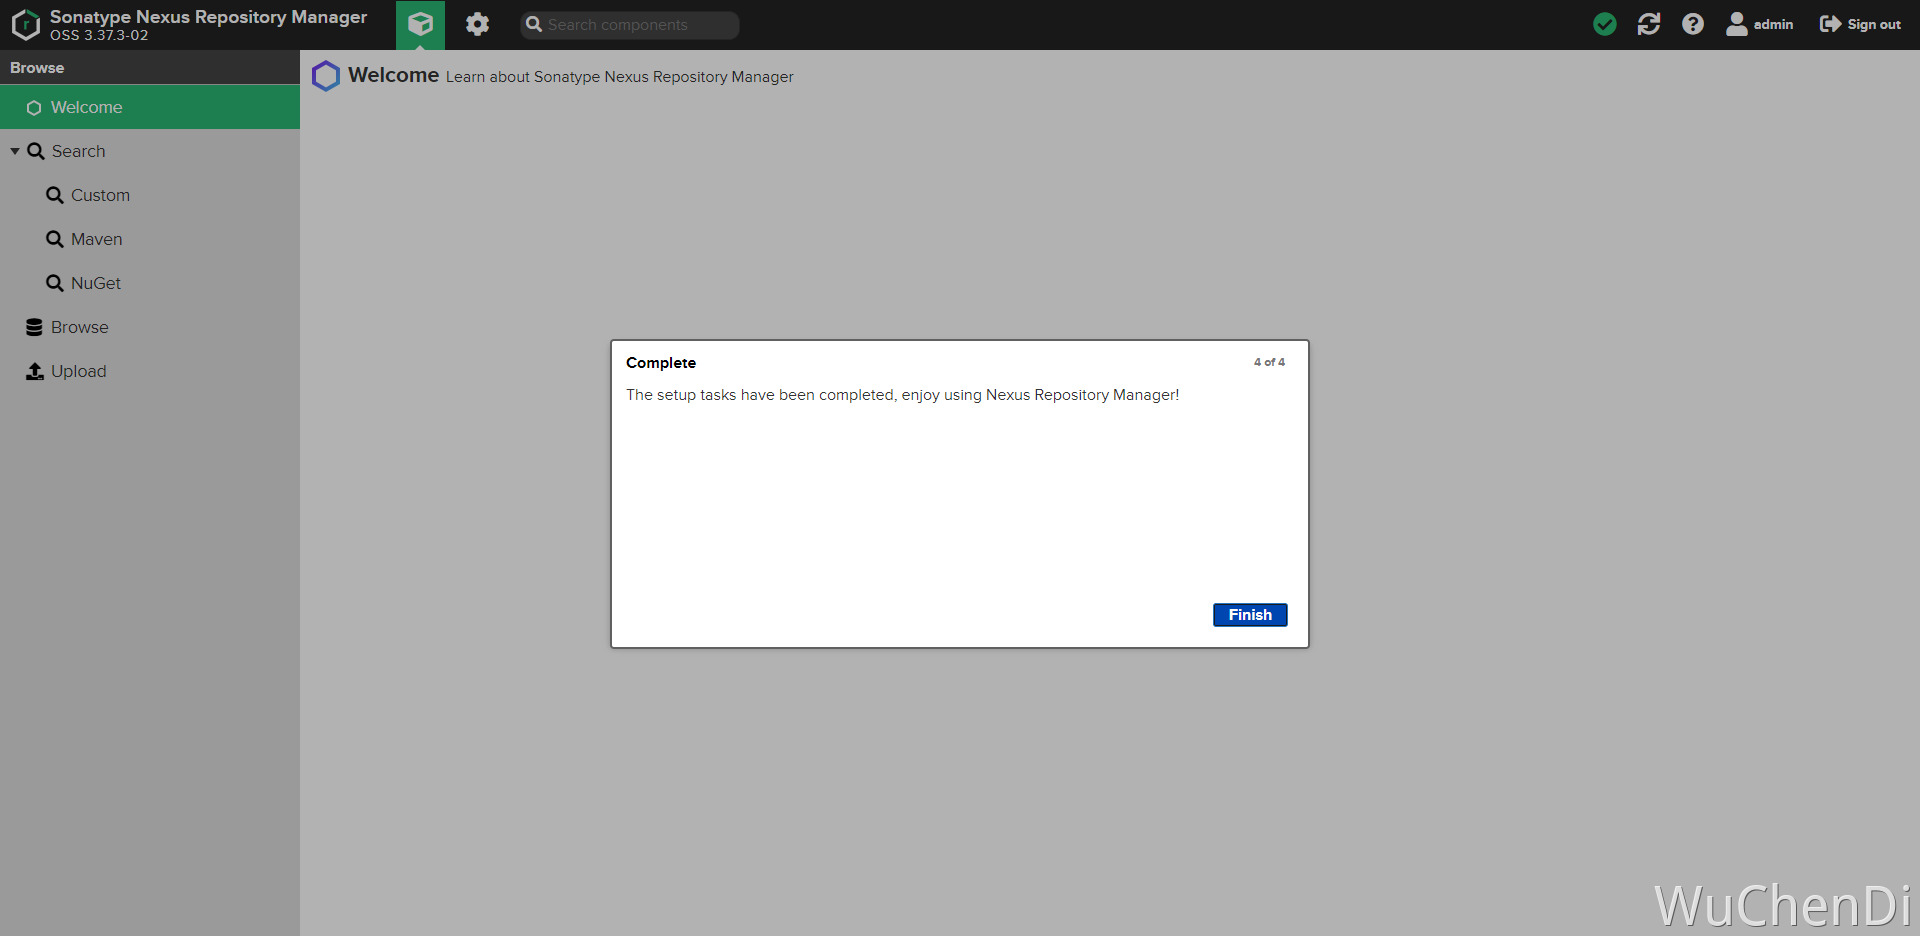 Sonatype Nexus Repository Manager
OSS 3.37.3-02
Search components
admin
Sign out
Browse
Welcome
Search
Custom
Maven
NuGet
Browse
Upload
Welcome Learn about Sonatype Nexus Repository Manager
Complete
4 of 4
The setup tasks have been completed, enjoy using Nexus Repository Manager!
Finish
WuChenDi